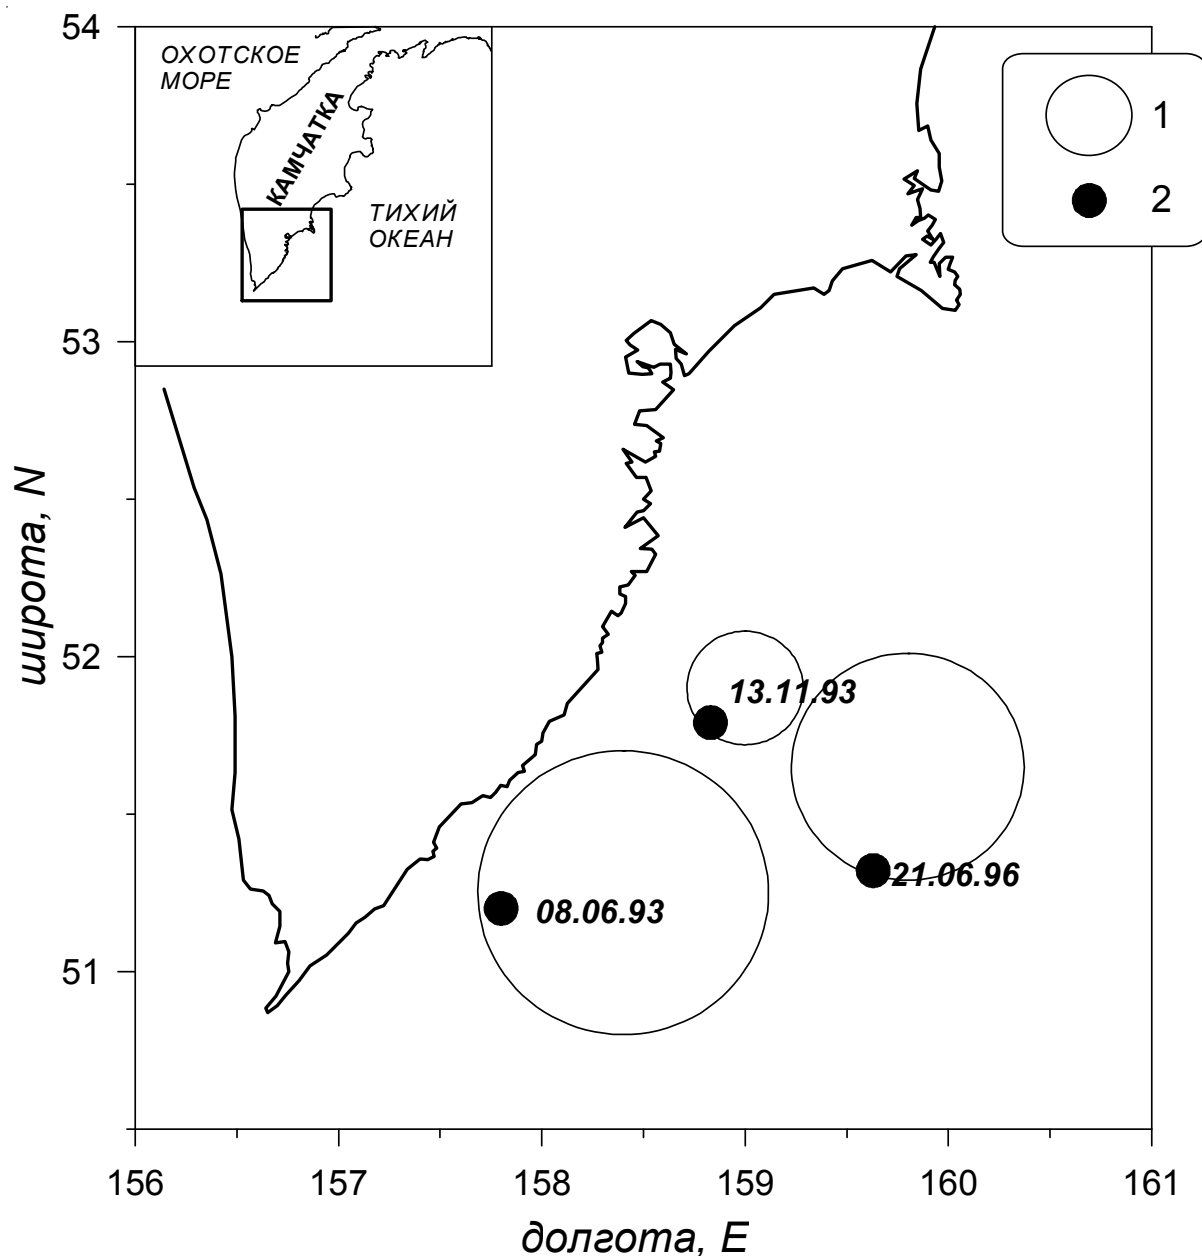 54
ОХОТСКОЕ
МОРЕ
КАМЧАТКА
ТИХИЙ
ОКЕАН
1
2
53
широта, N
52
13.11.93
21.06.96
08.06.93
51
156 157 158 159 160 161
долгота, E